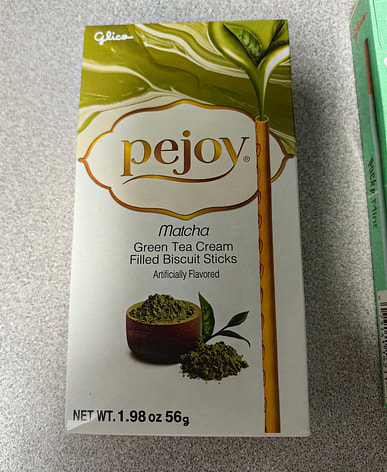 Glico
pejoy®
Matcha
Green Tea Cream
Filled Biscuit Sticks
Artificially Flavored
NET WT. 1.98 oz 56g